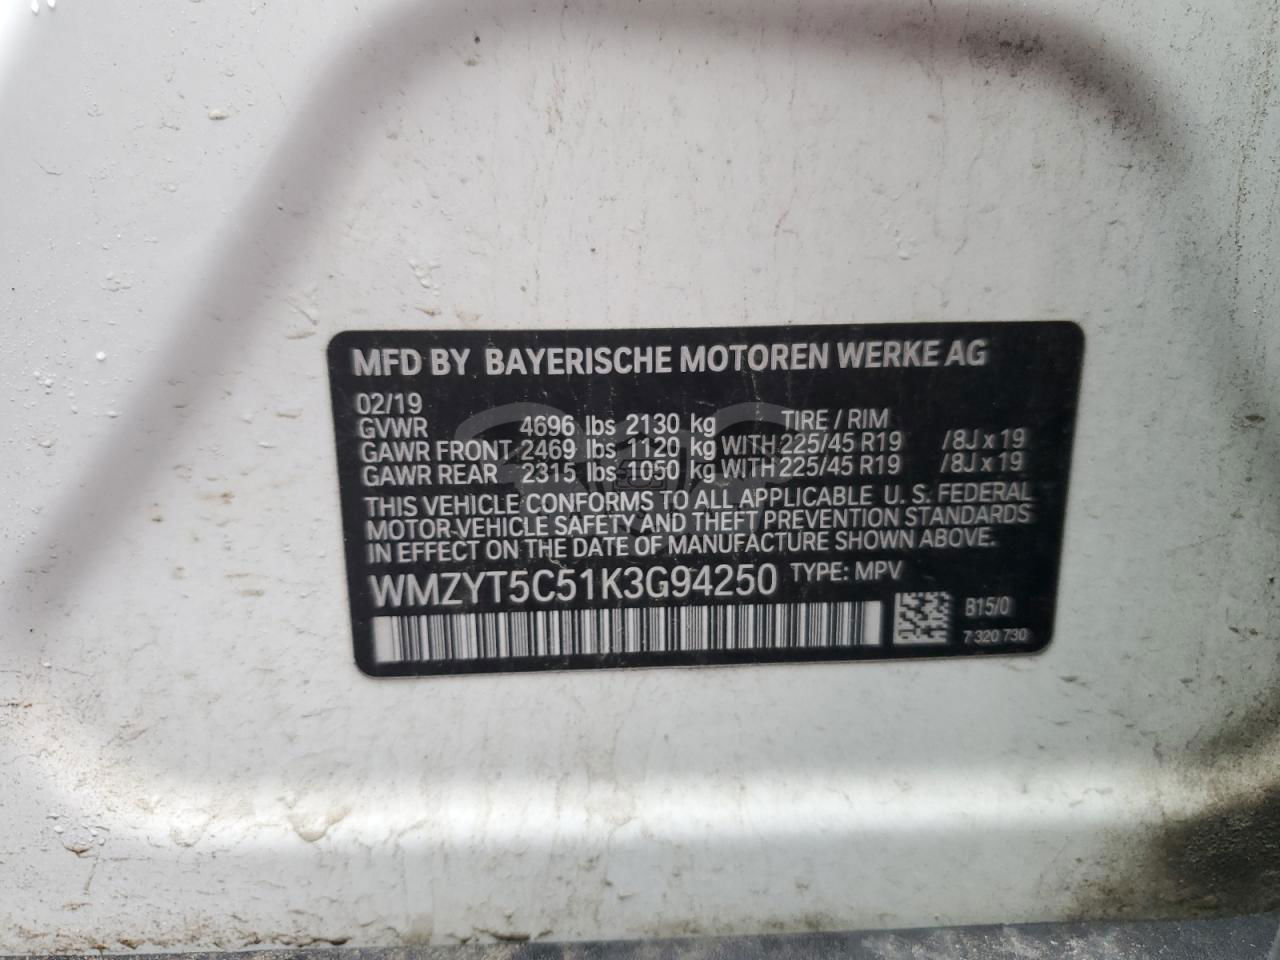 MFD BY BAYERISCHE MOTOREN WERKE AG
02/19
GVWR 4696 lbs 2130 kg TIRE / RIM
GAWR FRONT 2469 lbs 1120 kg WITH 225/45 R19 /8J x 19
GAWR REAR 2315 lbs 1050 kg WITH 225/45 R19 /8J x 19
THIS VEHICLE CONFORMS TO ALL APPLICABLE U. S. FEDERAL
MOTOR-VEHICLE SAFETY AND THEFT PREVENTION STANDARDS
IN EFFECT ON THE DATE OF MANUFACTURE SHOWN ABOVE.
WMZYT5C51K3G94250 TYPE: MPV
B15/0
7 320 730